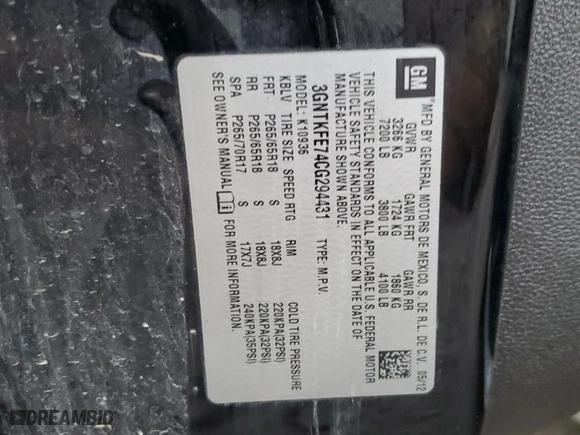 GM
"MFD BY GENERAL MOTORS DE MEXICO, S. DE R.L. DE C.V. 05/12
GVWR GAWR FRT GAWR RR
3266 KG 1724 KG 1860 KG
7200 LB 3800 LB 4100 LB
THIS VEHICLE CONFORMS TO ALL APPLICABLE U.S. FEDERAL MOTOR
VEHICLE SAFETY STANDARDS IN EFFECT ON THE DATE OF
MANUFACTURE SHOWN ABOVE.
3GNTKFE74CG294431 TYPE: M.P.V.
MODEL: K10936
KBLV TIRE SIZE SPEED RTG RIM COLD TIRE PRESSURE
FRT- P265/65R18 S 18X8J 220KPA(32PSI)
RR P265/65R18 S 18X8J 220KPA(32PSI)
SPA P265/70R17 S 17X7J 240KPA(35PSI)
SEE OWNER'S MANUAL i FOR MORE INFORMATION.
DREAMBID